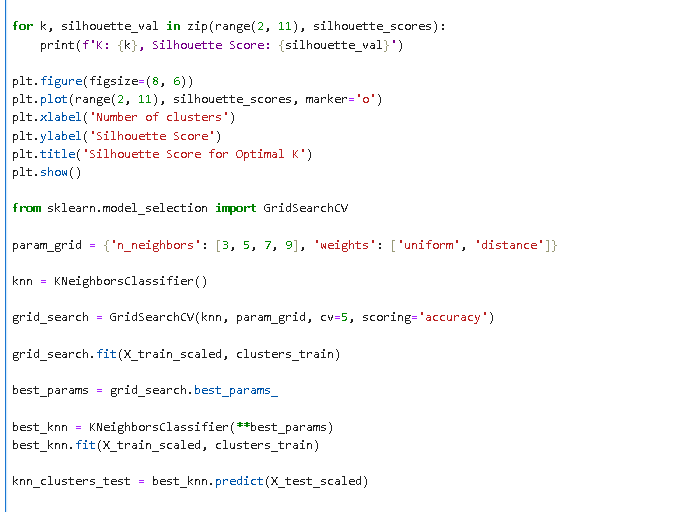 for k, silhouette_val in zip(range(2, 11), silhouette_scores):
    print(f'K: {k}, Silhouette Score: {silhouette_val}')
plt.figure(figsize=(8, 6))
plt.plot(range(2, 11), silhouette_scores, marker='o')
plt.xlabel('Number of clusters')
plt.ylabel('Silhouette Score')
plt.title('Silhouette Score for Optimal K')
plt.show()
from sklearn.model_selection import GridSearchCV
param_grid = {'n_neighbors': [3, 5, 7, 9], 'weights': ['uniform', 'distance']}
knn = KNeighborsClassifier()
grid_search = GridSearchCV(knn, param_grid, cv=5, scoring='accuracy')
grid_search.fit(X_train_scaled, clusters_train)
best_params = grid_search.best_params_
best_knn = KNeighborsClassifier(**best_params)
best_knn.fit(X_train_scaled, clusters_train)
knn_clusters_test = best_knn.predict(X_test_scaled)